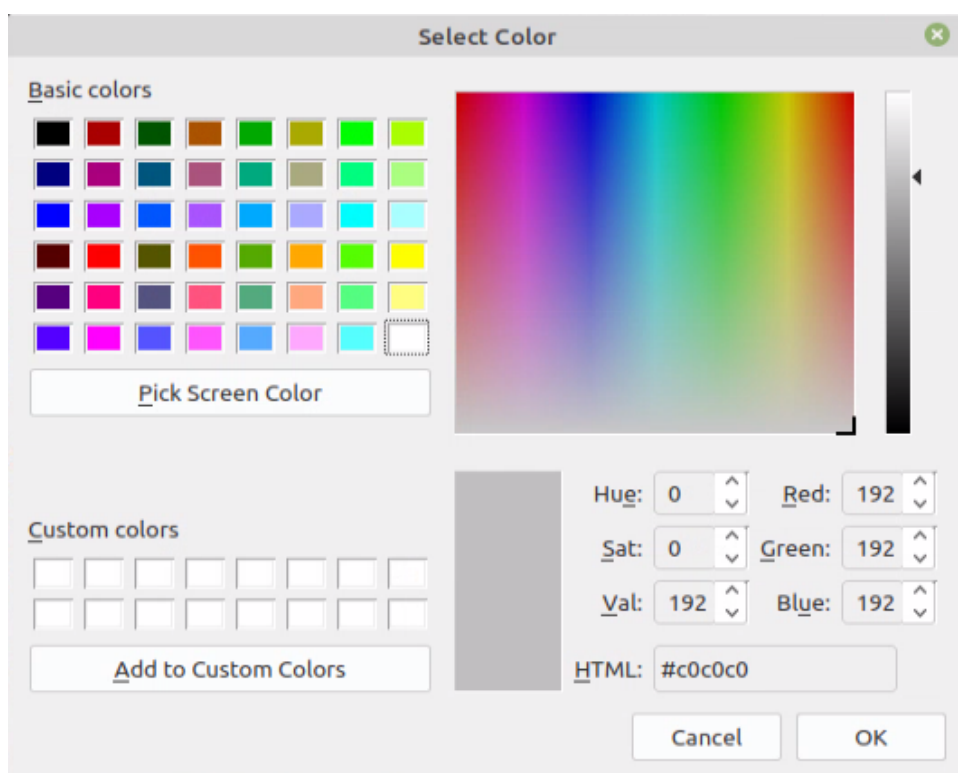 Select Color
Basic colors
Pick Screen Color
Custom colors
Add to Custom Colors
Hue: 0 Red: 192
Sat: 0 Green: 192
Val: 192 Blue: 192
HTML: #c0c0c0
Cancel OK